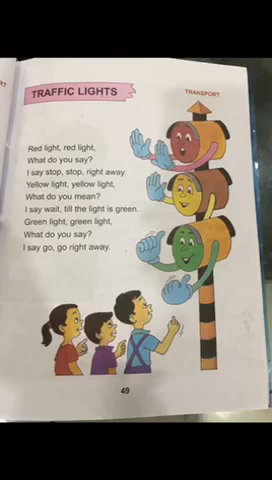 TRAFFIC LIGHTS
TRANSPORT
Red light, red light,
What do you say?
I say stop, stop, right away.
Yellow light, yellow light,
What do you mean?
I say wait, till the light is green.
Green light, green light,
What do you say?
I say go, go right away.
49